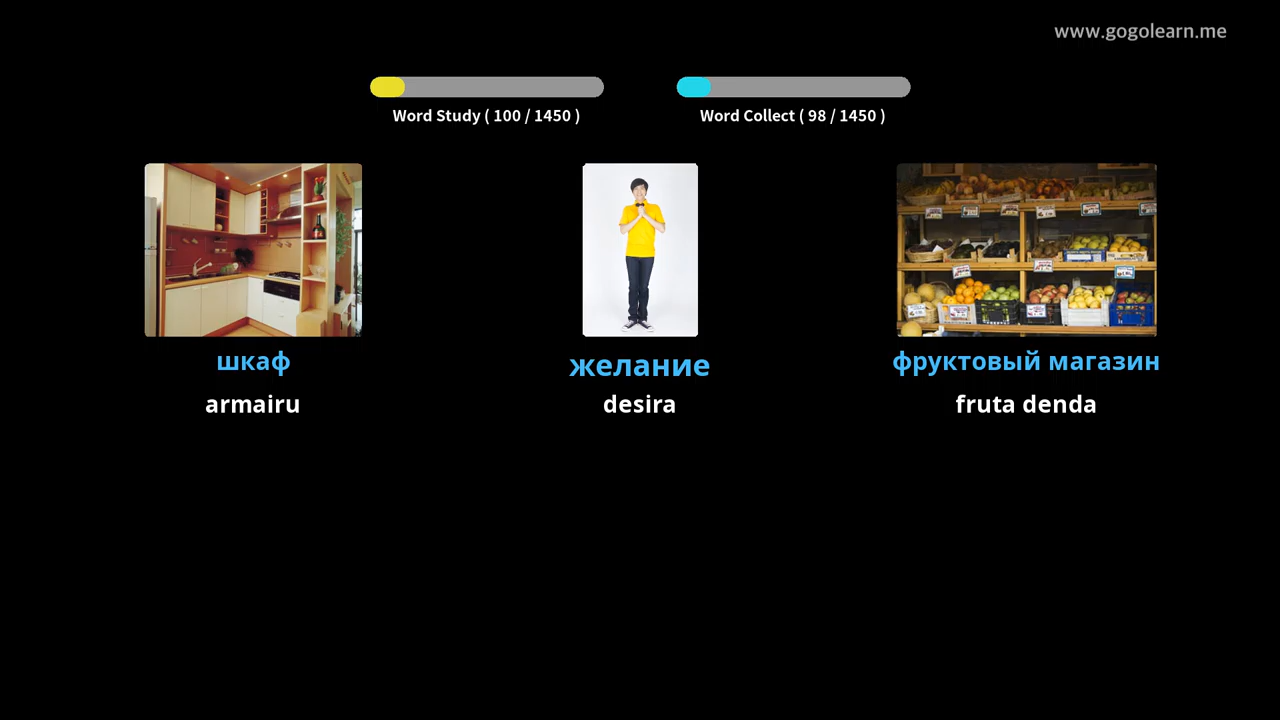 www.gogolearn.me
Word Study ( 100 / 1450 )
Word Collect ( 98 / 1450 )
шкаф
желание
фруктовый магазин
armairu
desira
fruta denda